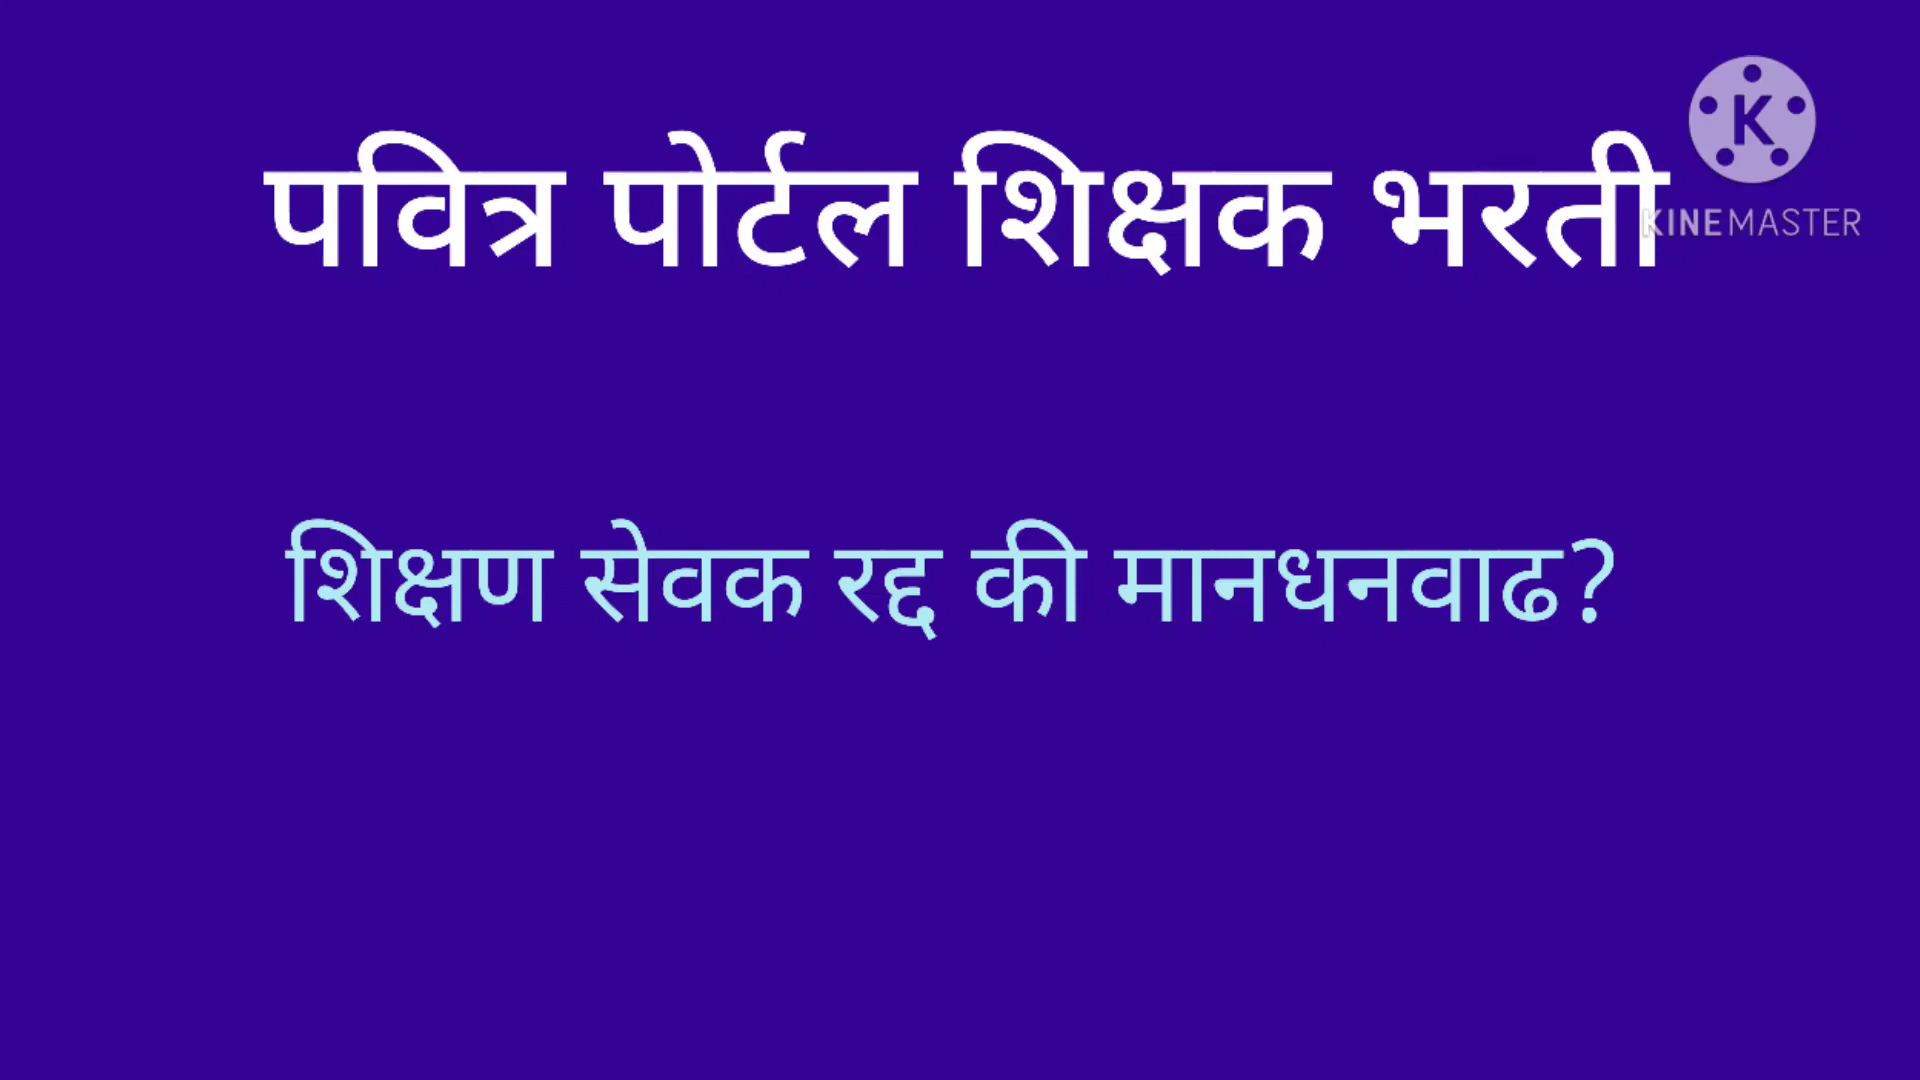 पवित्र पोर्टल शिक्षक भरती
K
KINEMASTER
शिक्षण सेवक रद्द की मानधनवाढ?